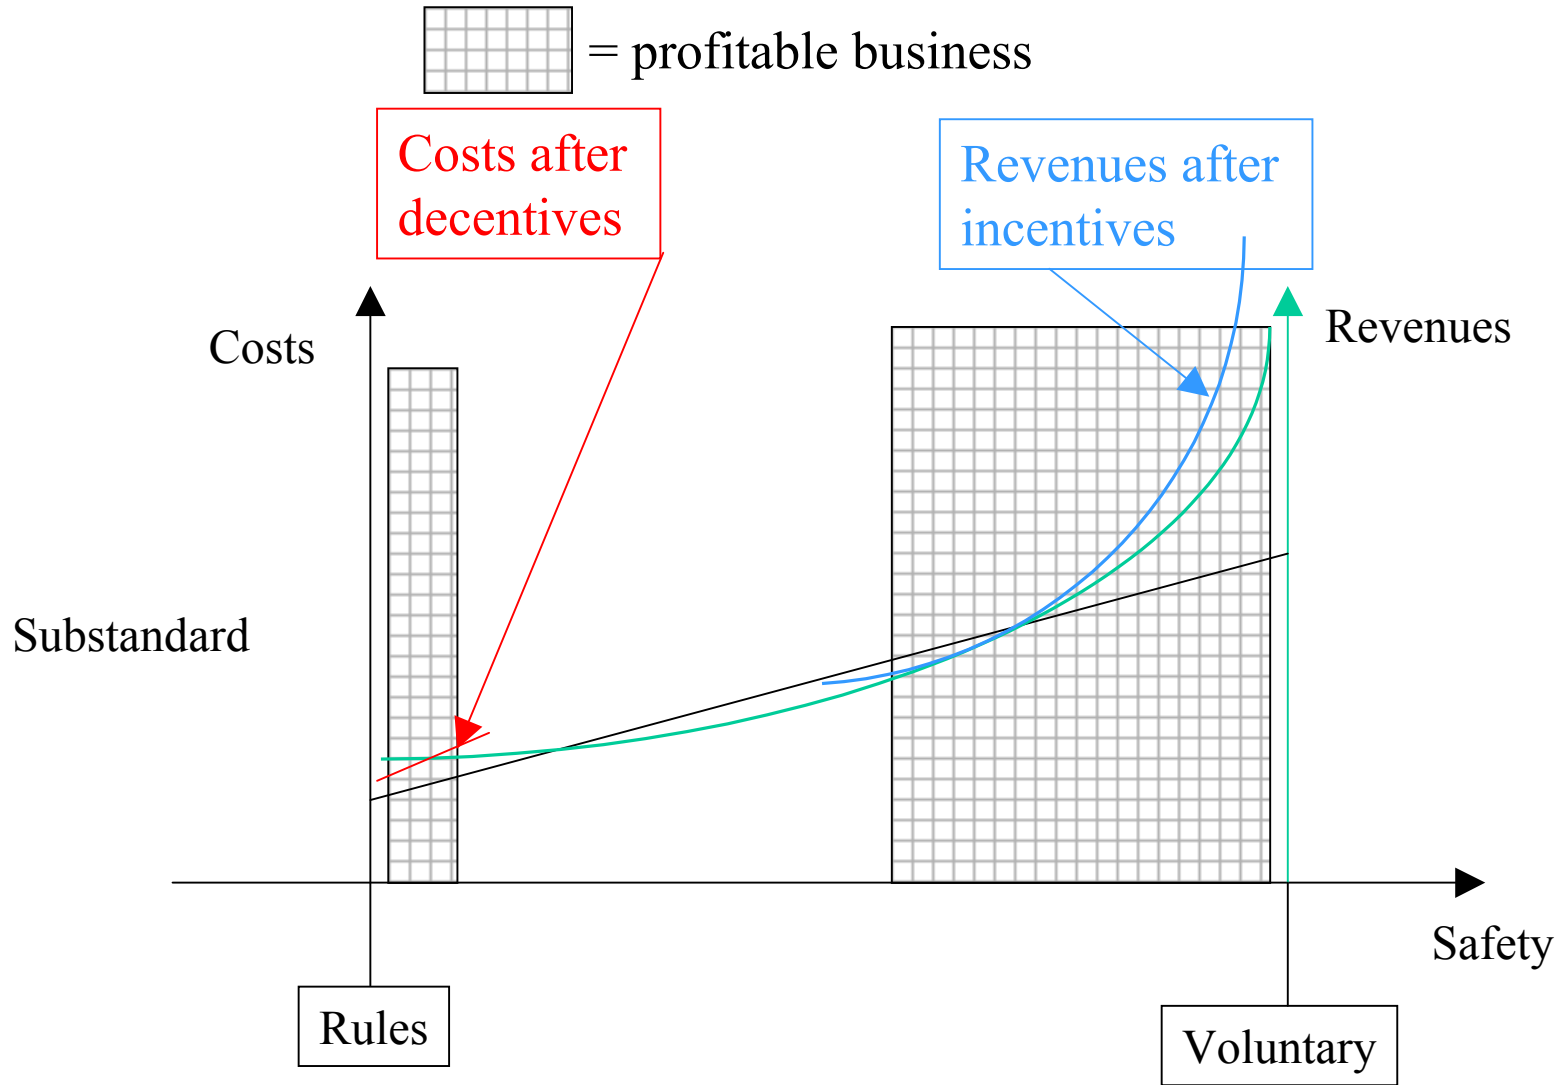 = profitable business
Costs after
decentives
Revenues after
incentives
Costs
Revenues
Substandard
Safety
Rules
Voluntary